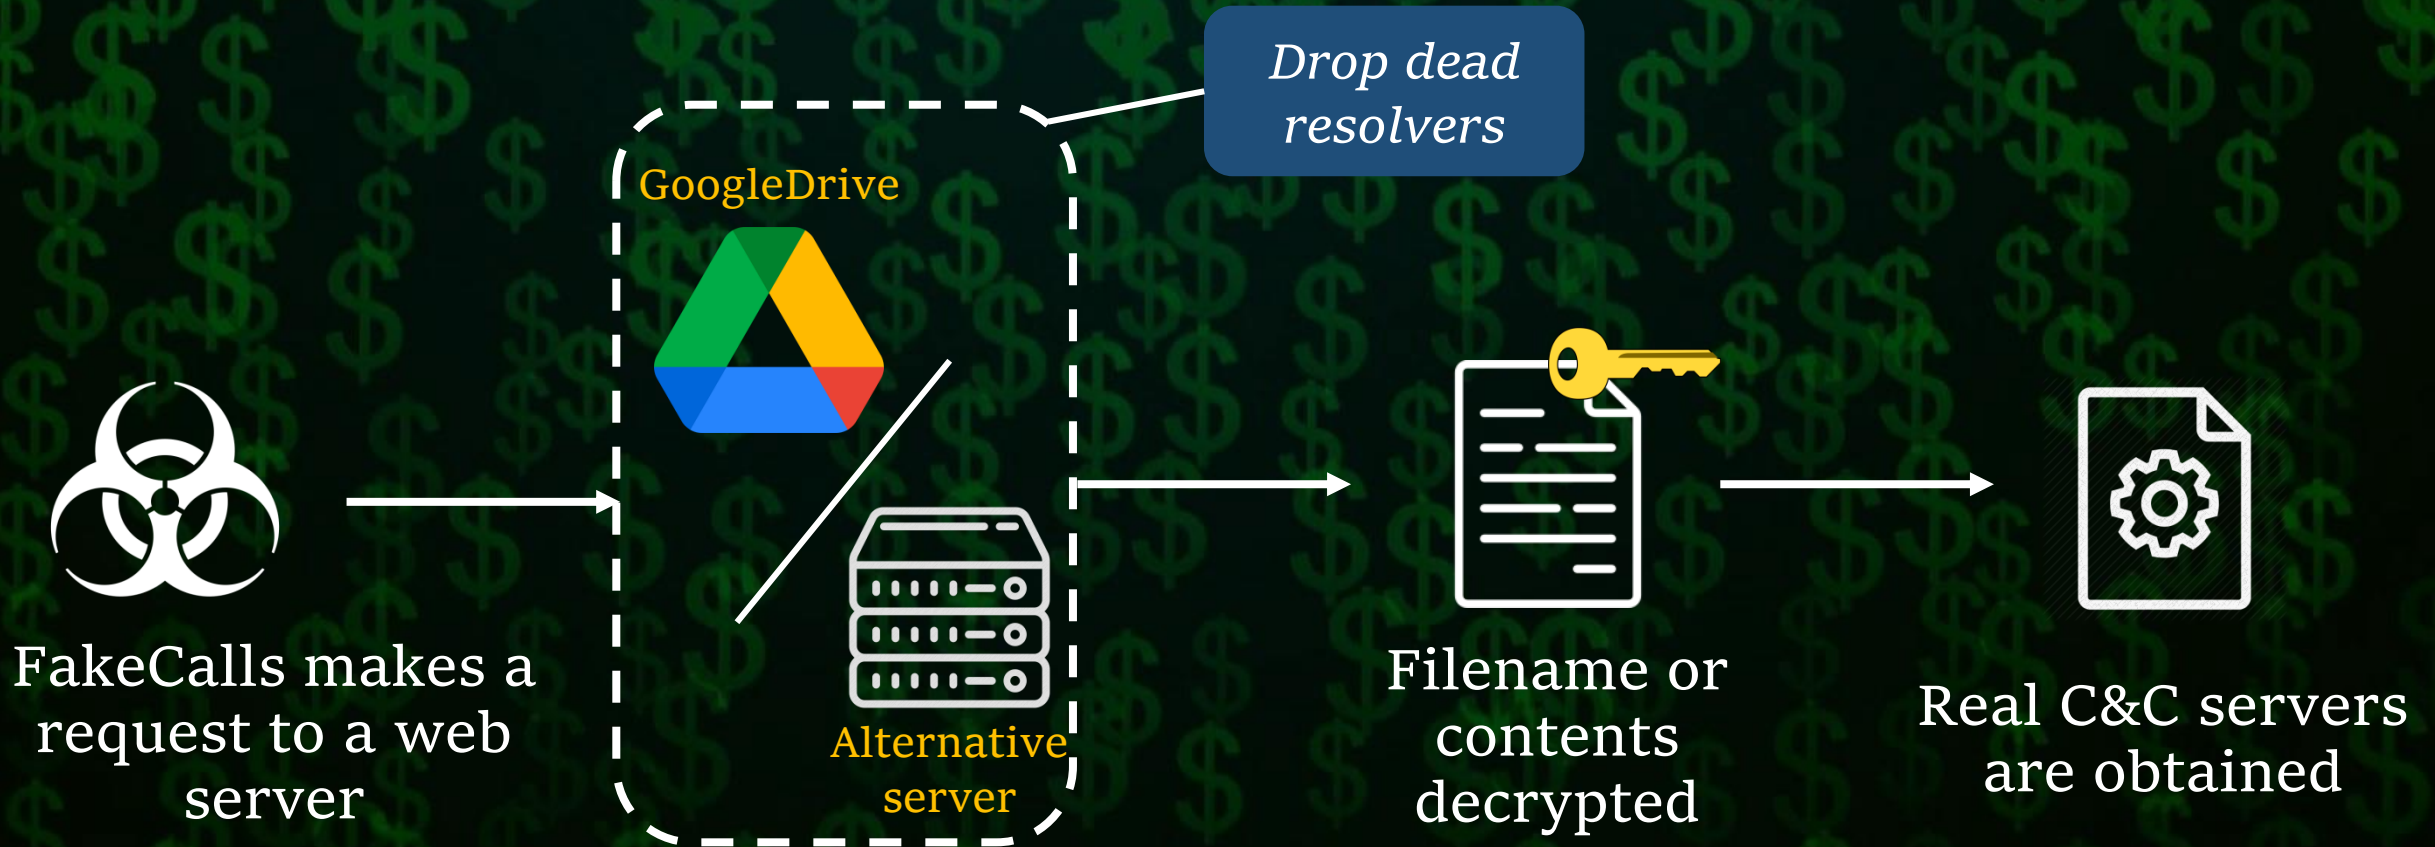 Drop dead
resolvers
GoogleDrive
Alternative
server
FakeCalls makes a
request to a web
server
Filename or
contents
decrypted
Real C&C servers
are obtained